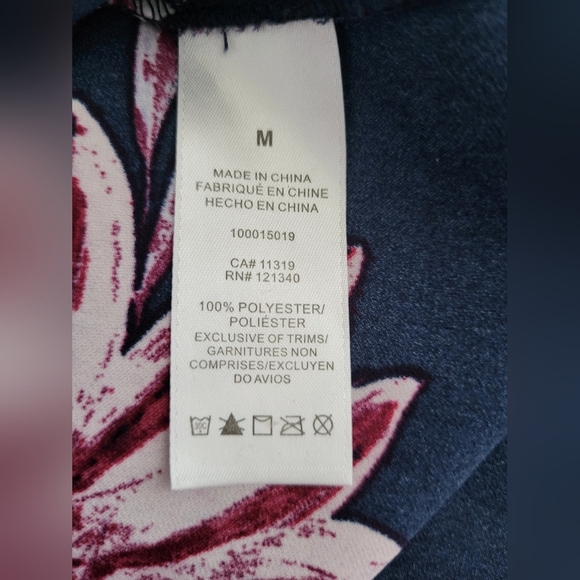 M
MADE IN CHINA
FABRIQUÉ EN CHINE
HECHO EN CHINA
100015019
CA# 11319
RN# 121340
100% POLYESTER/
POLIÉSTER
EXCLUSIVE OF TRIMS/
GARNITURES NON
COMPRISES/EXCLUYEN
DO AVIOS